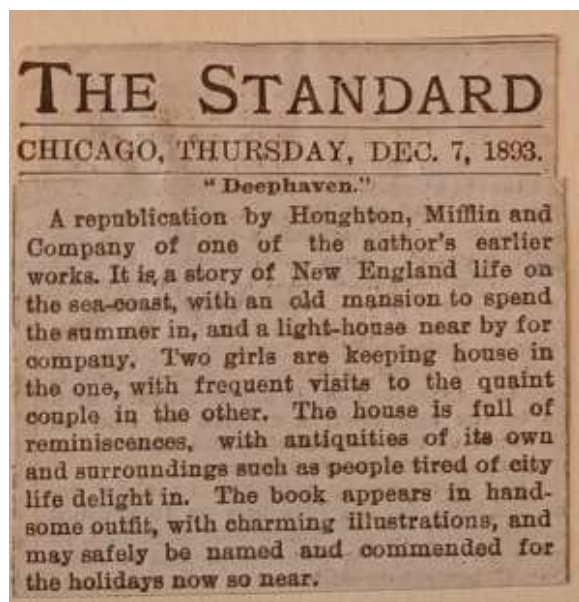 THE STANDARD
CHICAGO, THURSDAY, DEC. 7, 1893.
"Deephaven."
A republication by Houghton, Mifflin and
Company of one of the author's earlier
works. It is a story of New England life on
the sea-coast, with an old mansion to spend
the summer in, and a light-house near by for
company. Two girls are keeping house in
the one, with frequent visits to the quaint
couple in the other. The house is full of
reminiscences, with antiquities of its own
and surroundings such as people tired of city
life delight in. The book appears in hand-
some outfit, with charming illustrations, and
may safely be named and commended for
the holidays now so near.